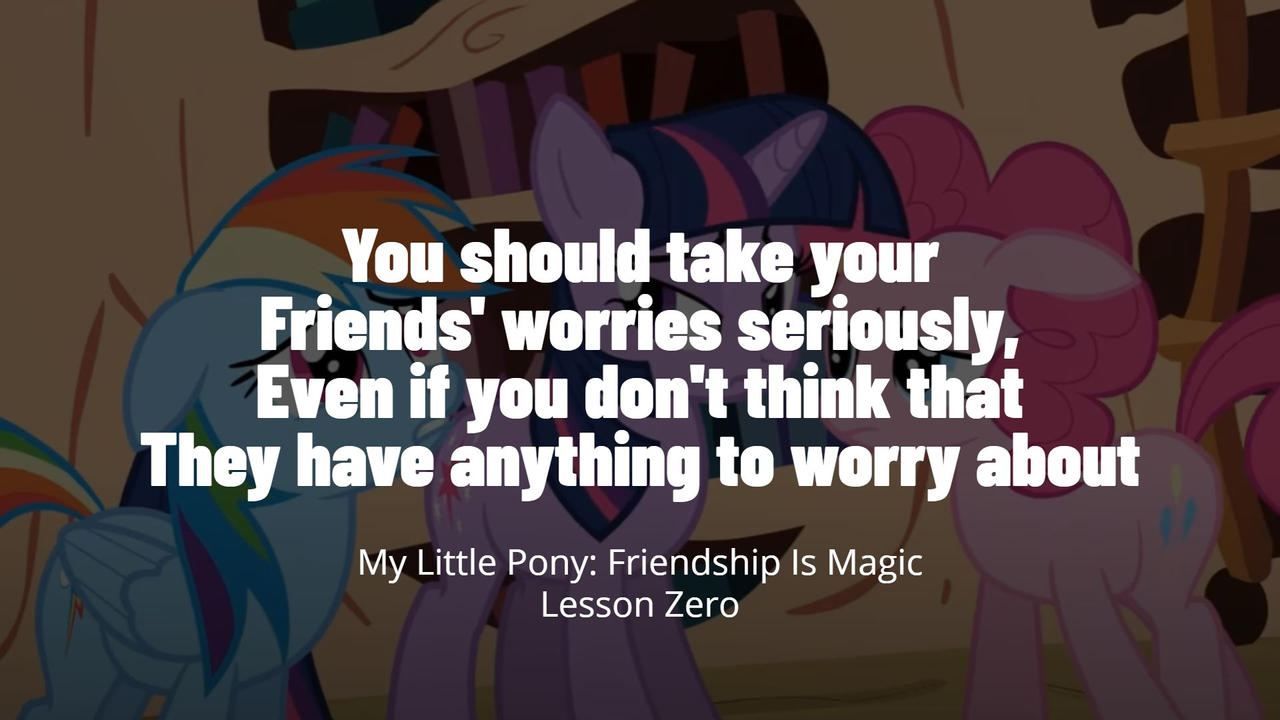 You should take your
Friends' worries seriously,
Even if you don't think that
They have anything to worry about
My Little Pony: Friendship Is Magic
Lesson Zero